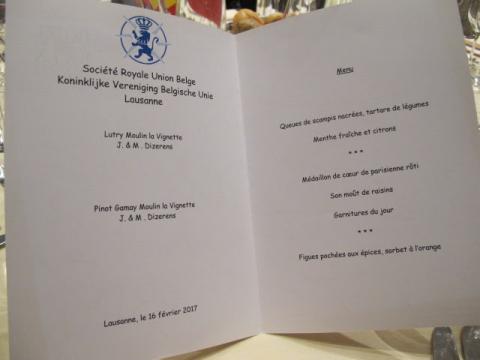 Société Royale Union Belge
Koninklijke Vereniging Belgische Unie
Lausanne
Lutry Moulin la Vignette
J. & M. Dizerens
Pinot Gamay Moulin la Vignette
J. & M. Dizerens
Lausanne, le 16 février 2017
Menu
Queues de scampis nacrées, tartare de légumes
Menthe fraîche et citrons
* * *
Médaillon de cœur de parisienne rôti
Son moût de raisins
Garnitures du jour
* * *
Figues pochées aux épices, sorbet à l'orange